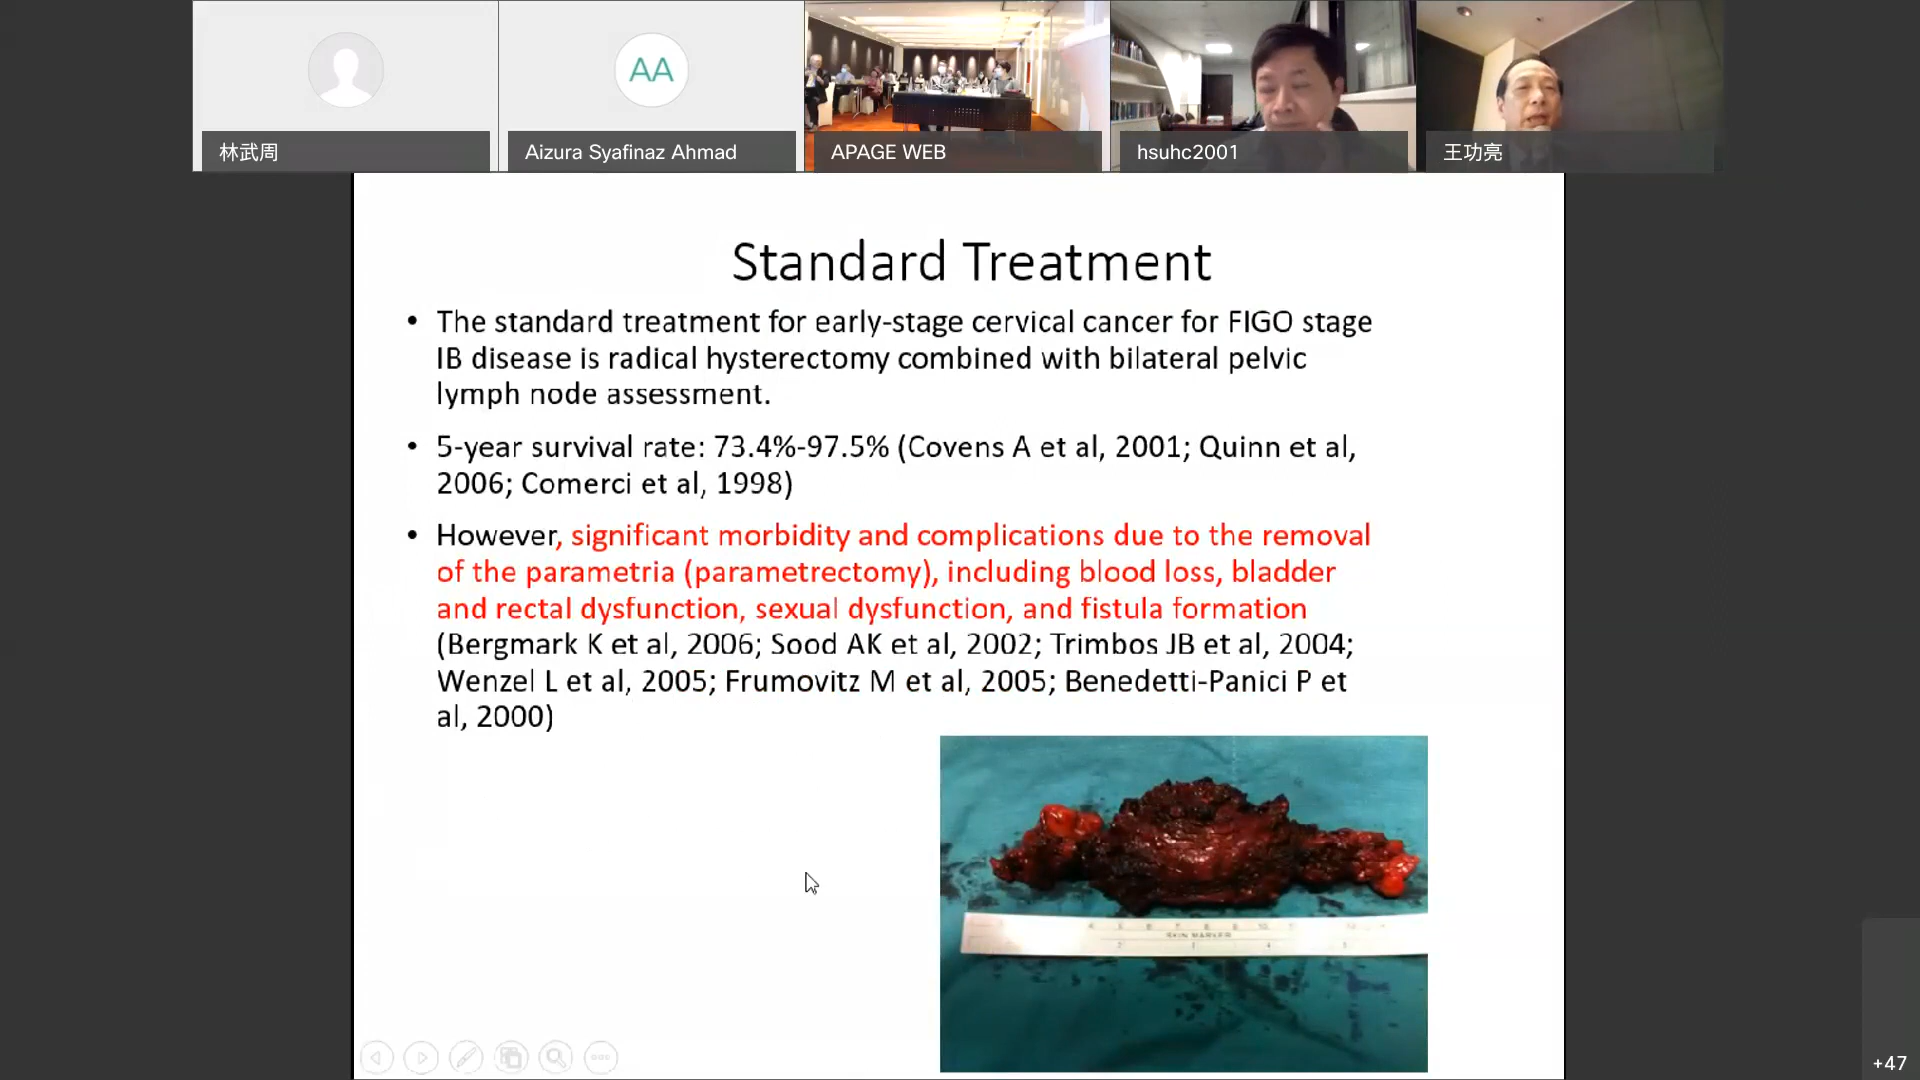 林武周
AA
Aizura Syafinaz Ahmad
APAGE WEB
hsuhc2001
王功亮
Standard Treatment
• The standard treatment for early-stage cervical cancer for FIGO stage
IB disease is radical hysterectomy combined with bilateral pelvic
lymph node assessment.
• 5-year survival rate: 73.4%-97.5% (Covens A et al, 2001; Quinn et al,
2006; Comerci et al, 1998)
• However, significant morbidity and complications due to the removal
of the parametria (parametrectomy), including blood loss, bladder
and rectal dysfunction, sexual dysfunction, and fistula formation
(Bergmark K et al, 2006; Sood AK et al, 2002; Trimbos JB et al, 2004;
Wenzel L et al, 2005; Frumovitz M et al, 2005; Benedetti-Panici P et
al, 2000)
SKIN MARKER
+47